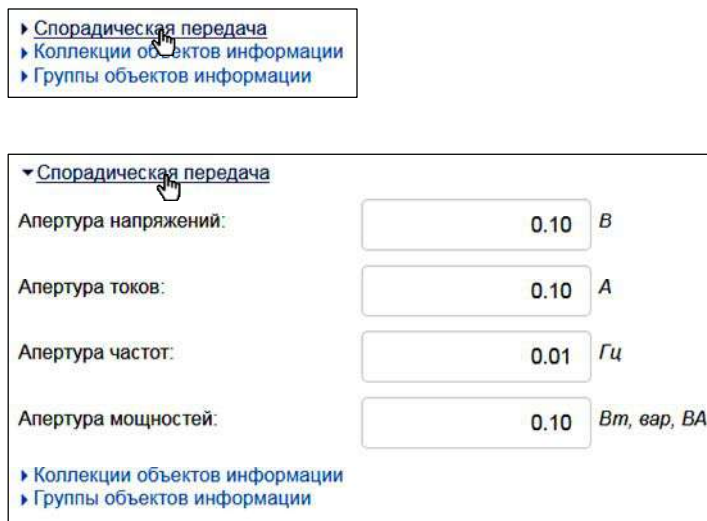 Спорадическая передача
Коллекции объектов информации
Группы объектов информации
Спорадическая передача
Апертура напряжений: 0.10 В
Апертура токов: 0.10 А
Апертура частот: 0.01 Гц
Апертура мощностей: 0.10 Вт, вар, ВА
Коллекции объектов информации
Группы объектов информации